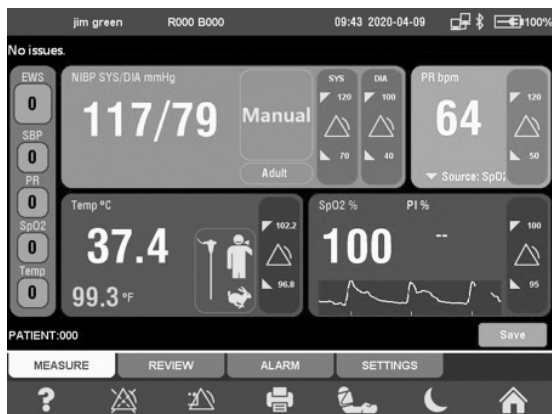 jim green R000 B000 09:43 2020-04-09 100%
No issues.
EWS
0
SBP
0
PR
0
SpO2
0
Temp
0
NIBP SYS/DIA mmHg
117/79
Manual
Adult
SYS
120
70
DIA
100
40
PR bpm
64
Source: SpO2
120
50
Temp °C
37.4
99.3 °F
102.2
96.8
SpO2 % PI %
100 --
100
95
PATIENT:000 Save
MEASURE REVIEW ALARM SETTINGS
?